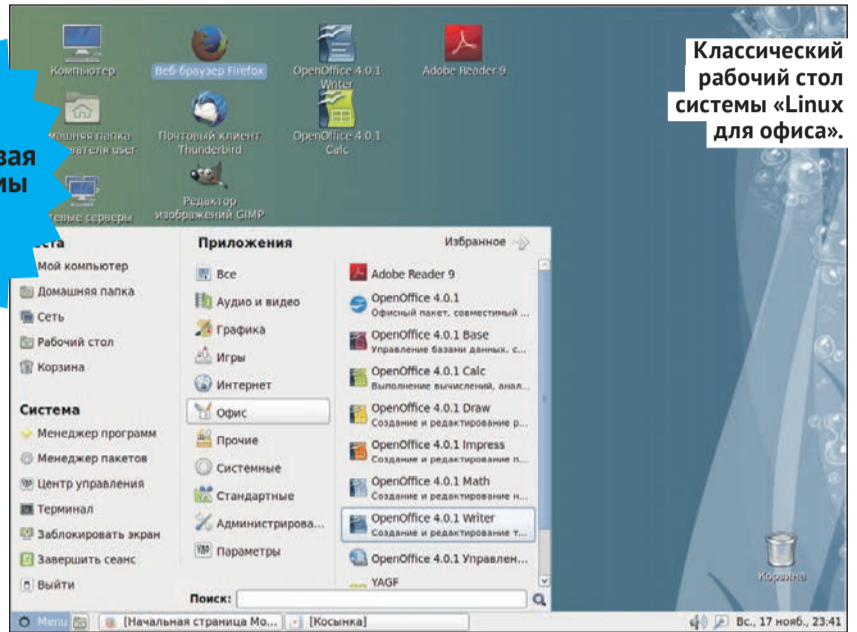 Классический
рабочий стол
системы «Linux
для офиса».
Компьютер
Веб-браузер Firefox
OpenOffice 4.0.1
Writer
Adobe Reader 9
Почтовый клиент
Thunderbird
OpenOffice 4.0.1
Calc
user
Редактор
изображений GIMP
серверы
Мой компьютер
Домашняя папка
Сеть
Рабочий стол
Корзина
Система
Менеджер программ
Менеджер пакетов
Центр управления
Терминал
Заблокировать экран
Завершить сеанс
Выйти
Приложения
Избранное
Все
Аудио и видео
Графика
Игры
Интернет
Офис
Прочие
Системные
Стандартные
Администрирова...
Параметры
Adobe Reader 9
OpenOffice 4.0.1
Офисный пакет, совместимый ...
OpenOffice 4.0.1 Base
Управление базами данных, с...
OpenOffice 4.0.1 Calc
Выполнение вычислений, анал...
OpenOffice 4.0.1 Draw
Создание и редактирование р...
OpenOffice 4.0.1 Impress
Создание и редактирование п...
OpenOffice 4.0.1 Math
Создание и редактирование н...
OpenOffice 4.0.1 Writer
Создание и редактирование т...
OpenOffice 4.0.1 Управлен...
YAGF
Поиск:
Корзина
Menu
[Начальная страница Mo...
[Косынка]
Вс., 17 нояб., 23:41